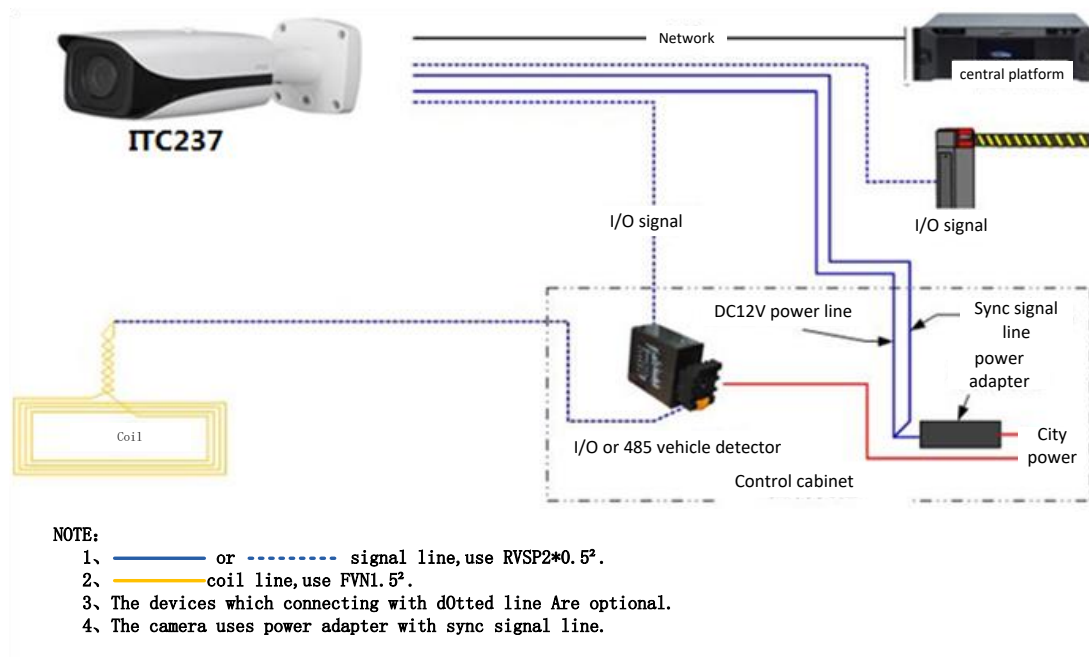 Network
central platform
ITC237
I/O signal
I/O signal
DC12V power line
Sync signal
line
power
adapter
Coil
I/O or 485 vehicle detector
City
power
Control cabinet
NOTE:
1、 or signal line,use RVSP2*0.5².
2、 coil line,use FVN1.5².
3、The devices which connecting with dOtted line Are optional.
4、The camera uses power adapter with sync signal line.